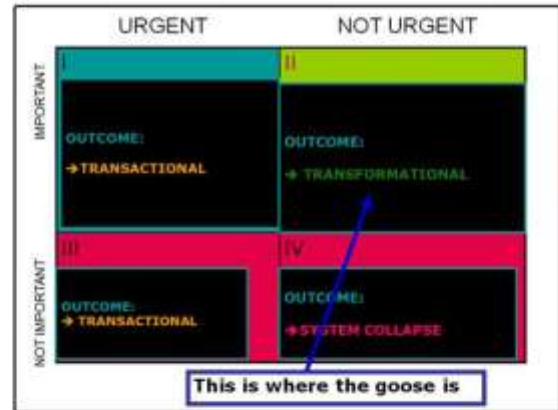 URGENT NOT URGENT
IMPORTANT
I II
OUTCOME: OUTCOME:
→TRANSACTIONAL → TRANSFORMATIONAL
NOT IMPORTANT
III IV
OUTCOME: OUTCOME:
→ TRANSACTIONAL →SYSTEM COLLAPSE
This is where the goose is